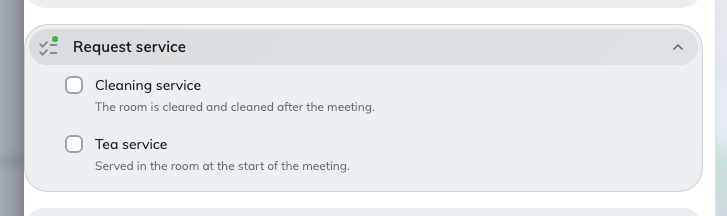 Request service
Cleaning service
The room is cleared and cleaned after the meeting.
Tea service
Served in the room at the start of the meeting.